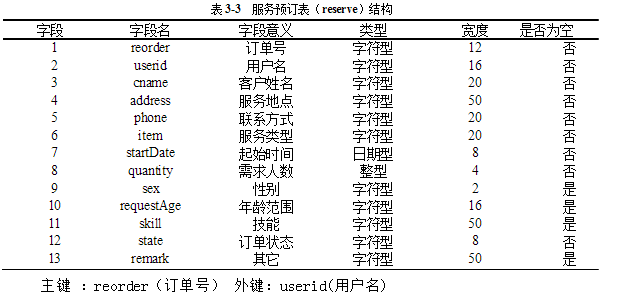 表 3-3 服务预订表（reserve）结构
字段 字段名 字段意义 类型 宽度 是否为空
1 reorder 订单号 字符型 12 否
2 userid 用户名 字符型 16 否
3 cname 客户姓名 字符型 20 否
4 address 服务地点 字符型 50 否
5 phone 联系方式 字符型 20 否
6 item 服务类型 字符型 20 否
7 startDate 起始时间 日期型 8 否
8 quantity 需求人数 整型 4 否
9 sex 性别 字符型 2 是
10 requestAge 年龄范围 字符型 16 是
11 skill 技能 字符型 50 是
12 state 订单状态 字符型 8 否
13 remark 其它 字符型 50 是
主键 ：reorder（订单号） 外键：userid(用户名)